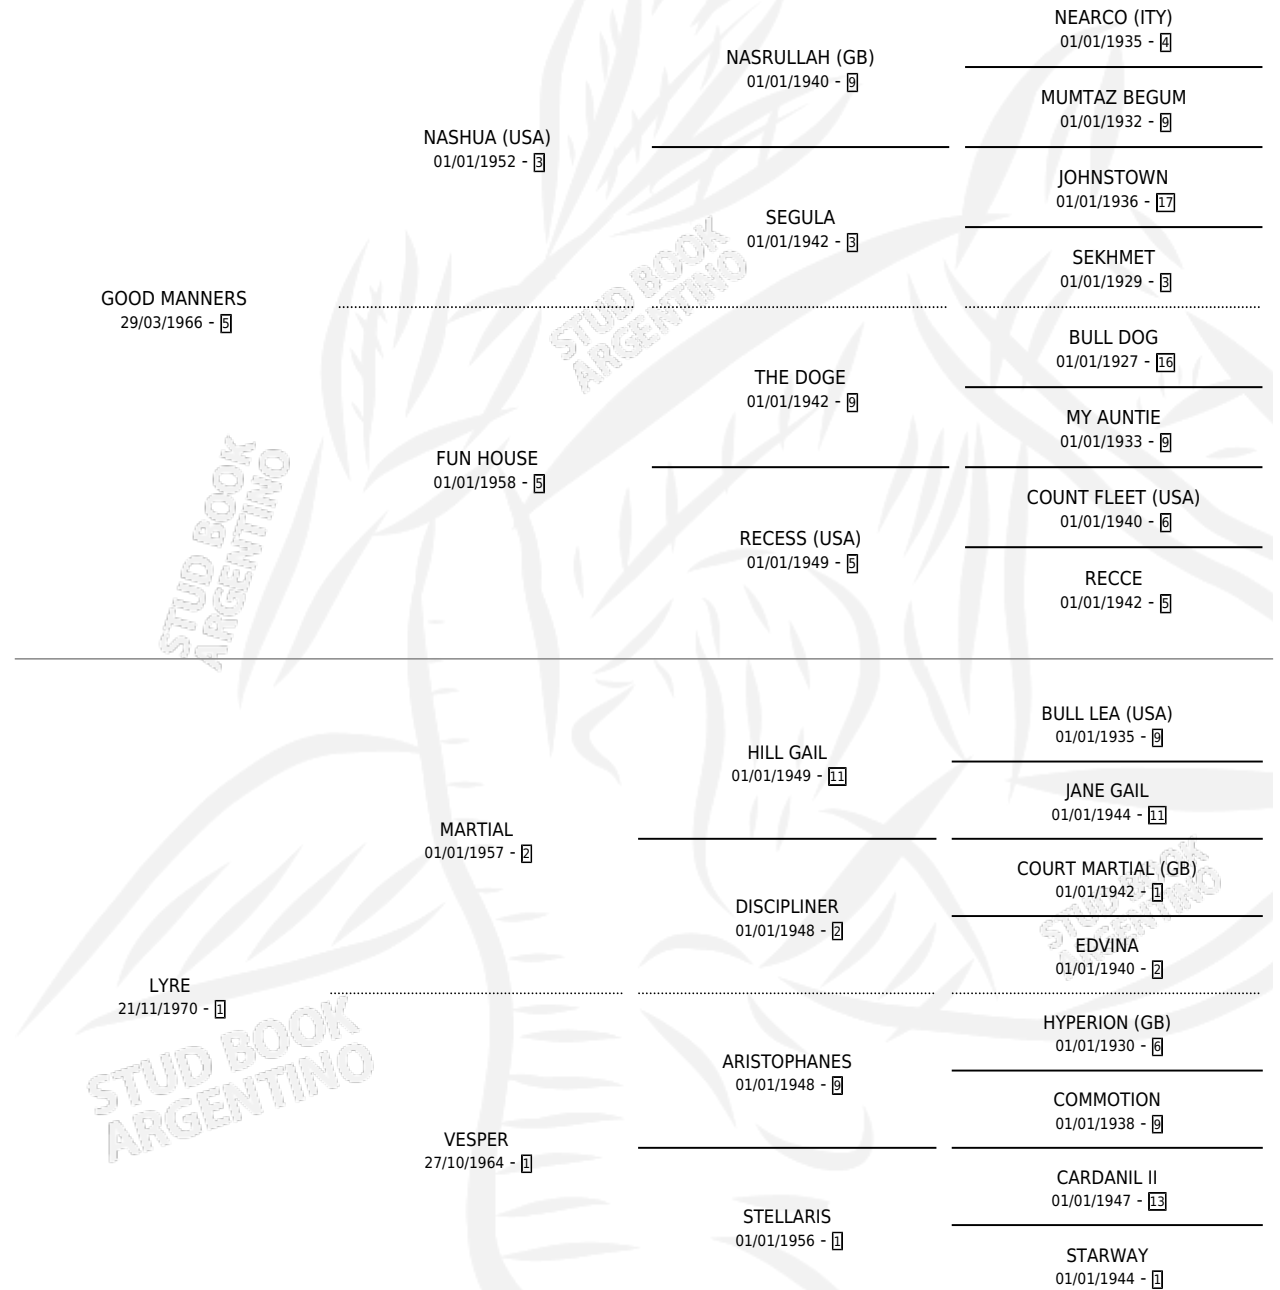 NEARCO (ITY)
01/01/1935 - 4
NASRULLAH (GB)
01/01/1940 - 9
MUMTAZ BEGUM
01/01/1932 - 9
NASHUA (USA)
01/01/1952 - 3
JOHNSTOWN
01/01/1936 - 17
SEGULA
01/01/1942 - 3
SEKHMET
01/01/1929 - 3
GOOD MANNERS
29/03/1966 - 5
BULL DOG
01/01/1927 - 16
THE DOGE
01/01/1942 - 9
MY AUNTIE
01/01/1933 - 9
FUN HOUSE
01/01/1958 - 5
COUNT FLEET (USA)
01/01/1940 - 6
RECESS (USA)
01/01/1949 - 5
RECCE
01/01/1942 - 5
BULL LEA (USA)
01/01/1935 - 9
HILL GAIL
01/01/1949 - 11
JANE GAIL
01/01/1944 - 11
MARTIAL
01/01/1957 - 2
COURT MARTIAL (GB)
01/01/1942 - 1
DISCIPLINER
01/01/1948 - 2
EDVINA
01/01/1940 - 2
LYRE
21/11/1970 - 1
HYPERION (GB)
01/01/1930 - 6
ARISTOPHANES
01/01/1948 - 9
COMMOTION
01/01/1938 - 9
VESPER
27/10/1964 - 1
CARDANIL II
01/01/1947 - 13
STELLARIS
01/01/1956 - 1
STARWAY
01/01/1944 - 1
STUD BOOK
ARGENTINO
STUD BOOK
ARGENTINO
STUD BOOK
ARGENTINO
STUD BOOK
ARGENTINO